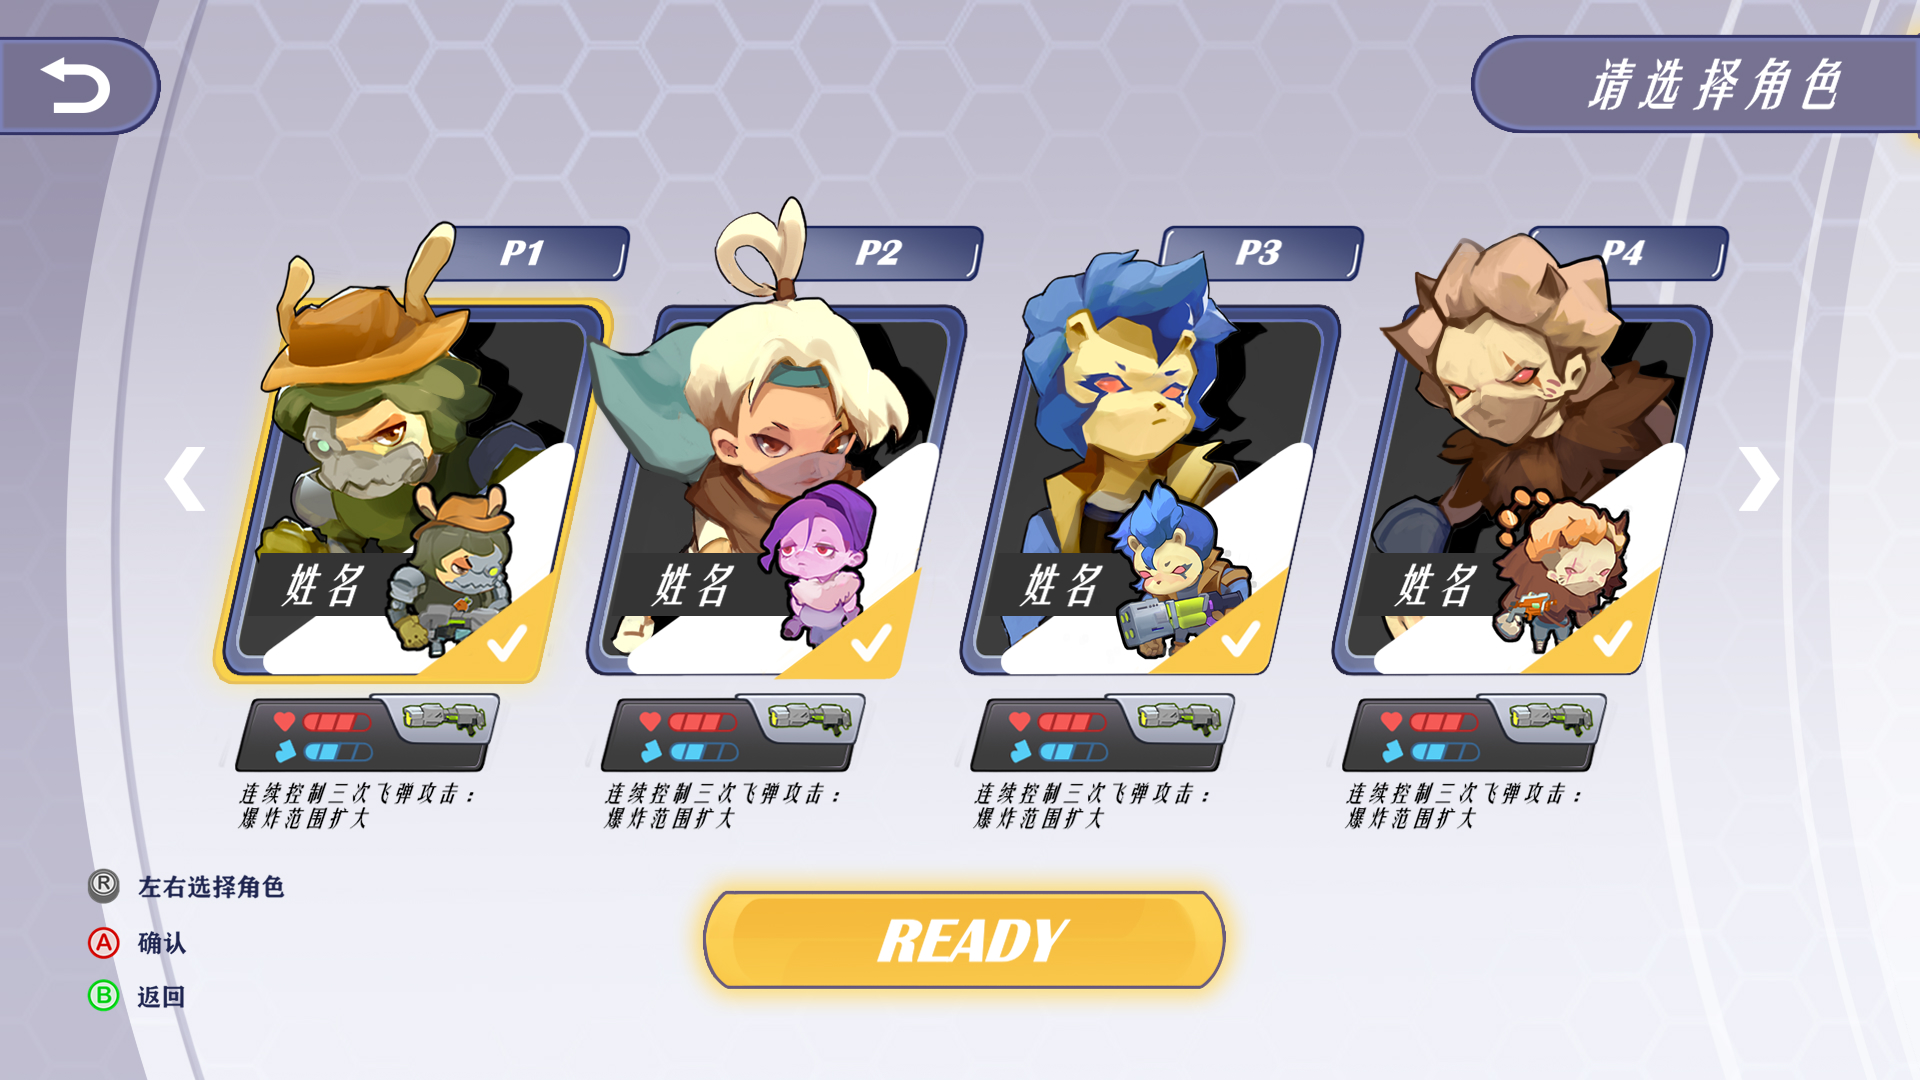 请选择角色
P1
P2
P3
P4
姓名
姓名
姓名
姓名
连续控制三次飞弹攻击：
爆炸范围扩大
连续控制三次飞弹攻击：
爆炸范围扩大
连续控制三次飞弹攻击：
爆炸范围扩大
连续控制三次飞弹攻击：
爆炸范围扩大
R 左右选择角色
A 确认
B 返回
READY